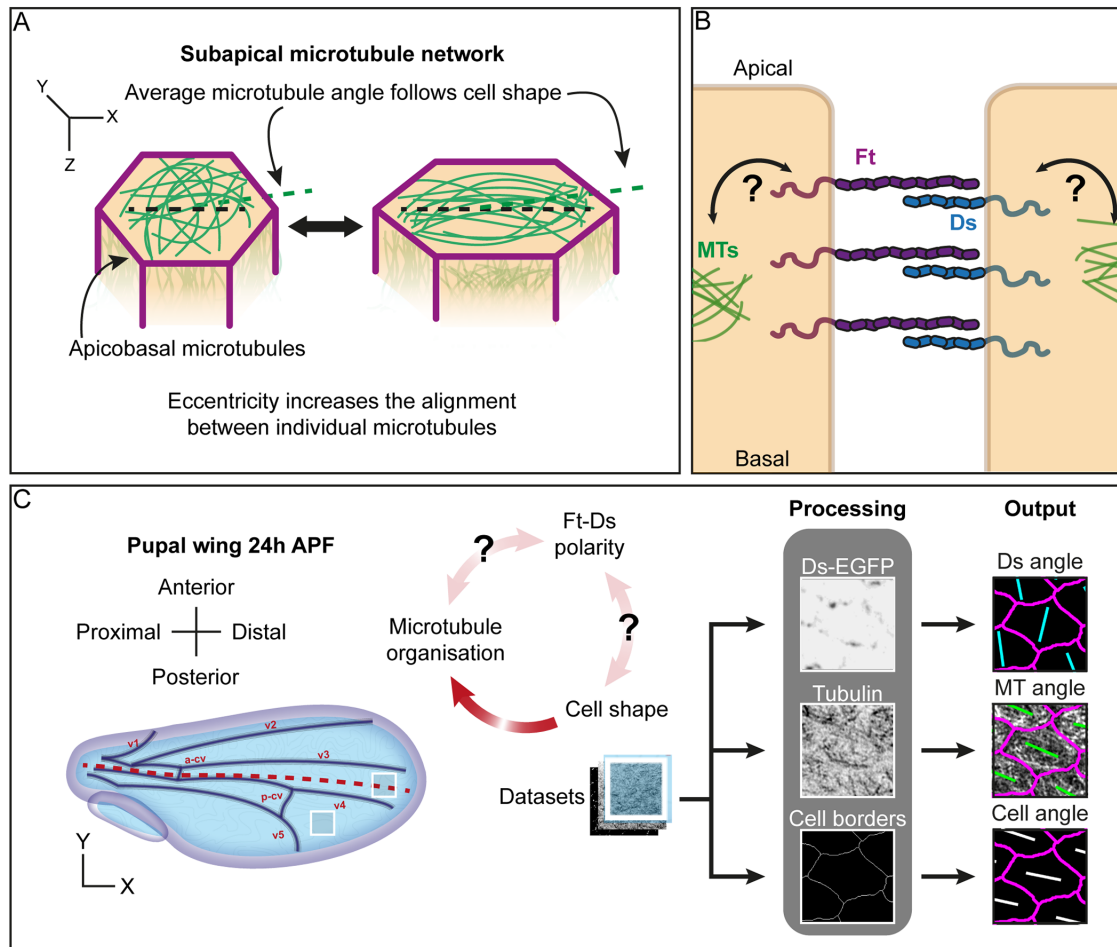 A
Subapical microtubule network
Average microtubule angle follows cell shape
Y
X
Z
Apicobasal microtubules
Eccentricity increases the alignment
between individual microtubules
B
Apical
Ft
?
?
Ds
MTs
Basal
C
Pupal wing 24h APF
Anterior
Proximal
Distal
Posterior
v1
v2
a-cv
v3
p-cv
v4
v5
Y
X
Ft-Ds
polarity
?
?
Microtubule
organisation
Cell shape
Datasets
Processing
Ds-EGFP
Tubulin
Cell borders
Output
Ds angle
MT angle
Cell angle